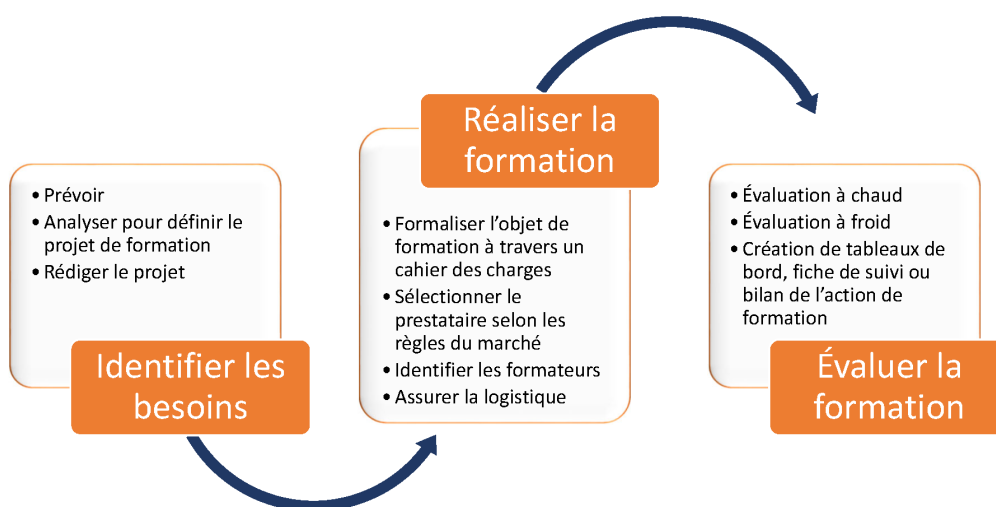 • Prévoir
• Analyser pour définir le
projet de formation
• Rédiger le projet
Identifier les
besoins
Réaliser la
formation
• Formaliser l’objet de
formation à travers un
cahier des charges
• Sélectionner le
prestataire selon les
règles du marché
• Identifier les formateurs
• Assurer la logistique
• Évaluation à chaud
• Évaluation à froid
• Création de tableaux de
bord, fiche de suivi ou
bilan de l’action de
formation
Évaluer la
formation